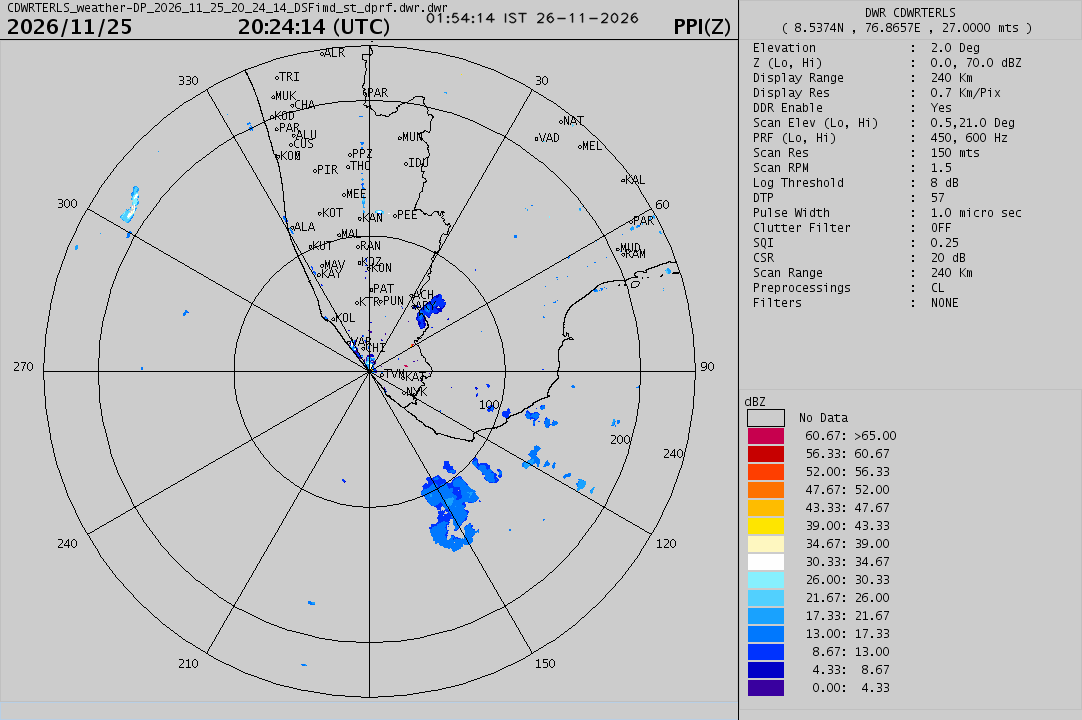 CDWRTERLS_weather-DP_2026_11_25_20_24_14_DSFimd_st_dprf.dwr.dwr
2026/11/25 20:24:14 (UTC) 01:54:14 IST 26-11-2026 PPI(Z)
DWR CDWRTERLS
( 8.5374N , 76.8657E , 27.0000 mts )
Elevation : 2.0 Deg
Z (Lo, Hi) : 0.0, 70.0 dBZ
Display Range : 240 Km
Display Res : 0.7 Km/Pix
DDR Enable : Yes
Scan Elev (Lo, Hi) : 0.5,21.0 Deg
PRF (Lo, Hi) : 450, 600 Hz
Scan Res : 150 mts
Scan RPM : 1.5
Log Threshold : 8 dB
DTP : 57
Pulse Width : 1.0 micro sec
Clutter Filter : OFF
SQI : 0.25
CSR : 20 dB
Scan Range : 240 Km
Preprocessings : CL
Filters : NONE
dBZ
No Data
60.67: >65.00
56.33: 60.67
52.00: 56.33
47.67: 52.00
43.33: 47.67
39.00: 43.33
34.67: 39.00
30.33: 34.67
26.00: 30.33
21.67: 26.00
17.33: 21.67
13.00: 17.33
8.67: 13.00
4.33: 8.67
0.00: 4.33
ALR
330
TRI
30
MUK
PAR
CHA
KOD
NAT
PAR
ALU
MUN
VAD
CUS
MEL
KOM
PPZ
PIR
THO
IDU
KAL
MEE
300
60
KOT
KAN
PEE
PAR
ALA
MAL
KUT
RAN
MUD
RAM
MAV
KOZ
KAY
KON
PAT
ACH
KTR
PUN
KOL
VAR
CHI
270
TVN
KAT
90
NYK
100
200
240
240
120
210
150